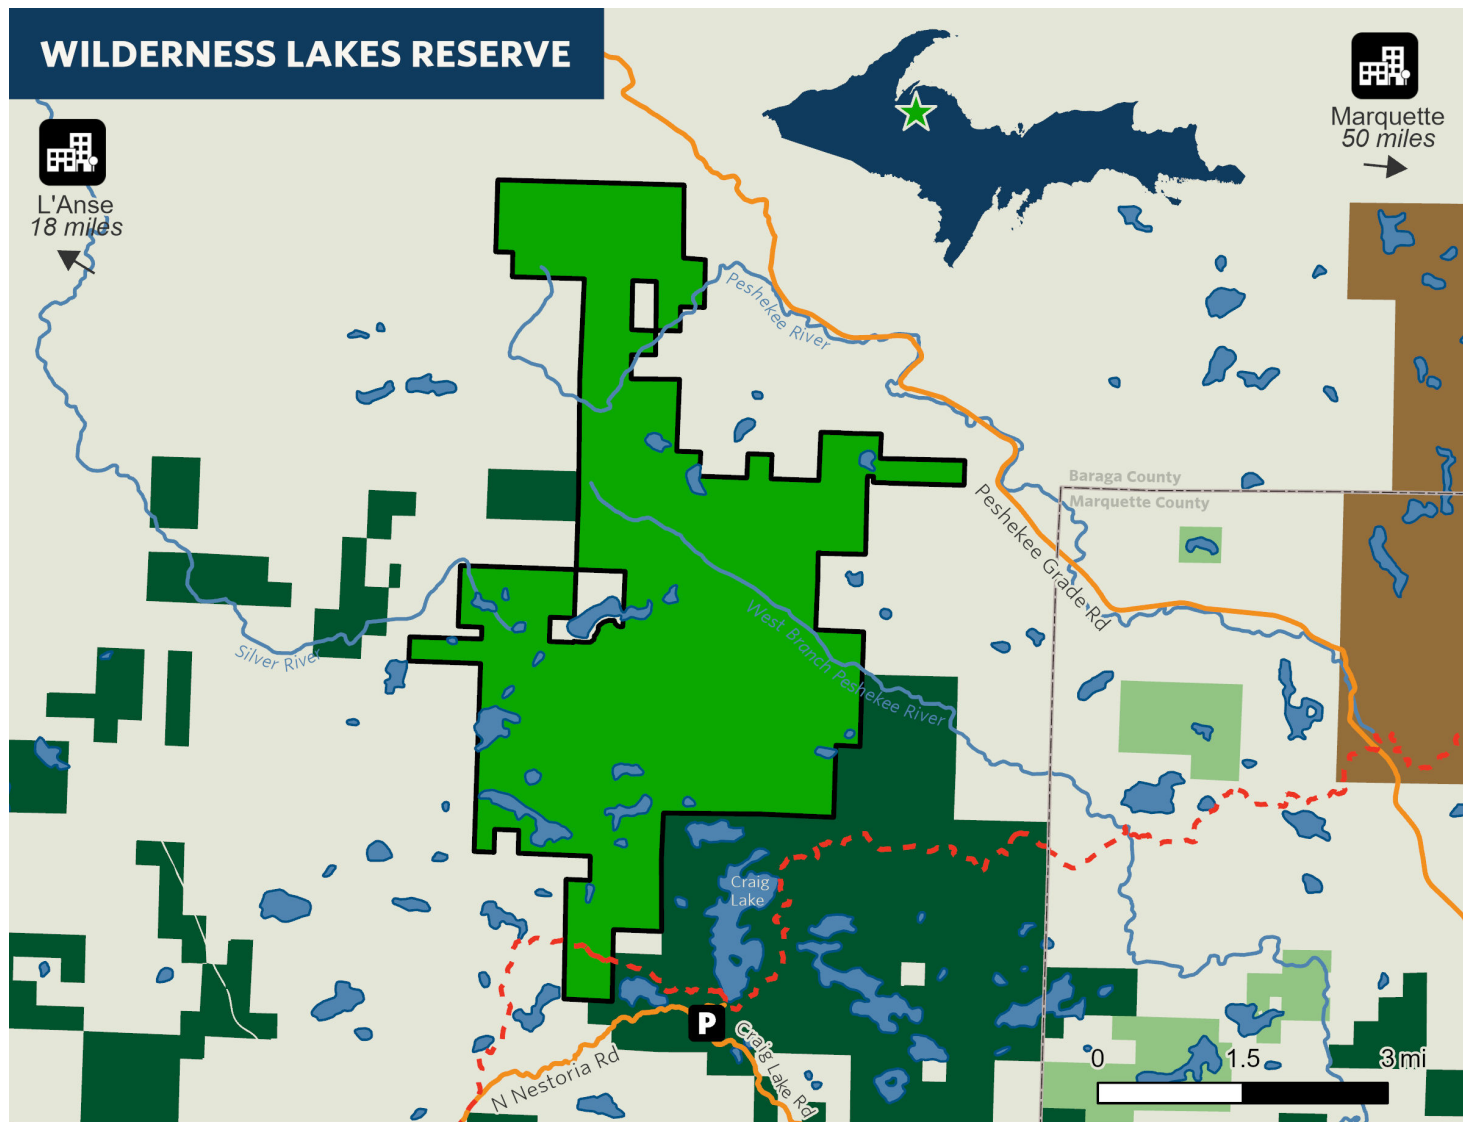 WILDERNESS LAKES RESERVE
L'Anse
18 miles
Marquette
50 miles
Peshekee River
Baraga County
Marquette County
Peshekee Grade Rd
West Branch Peshekee River
Silver River
Craig
Lake
P
Craig Lake Rd
N Nestoria Rd
0 1.5 3 mi